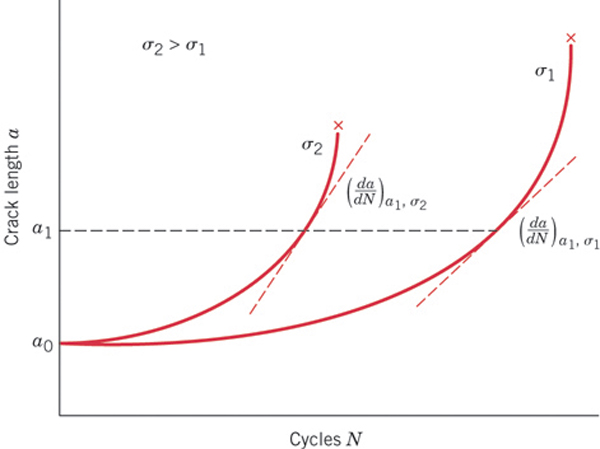 σ₂ > σ₁
×
σ₁
×
σ₂
(da/dN)a₁, σ₂
Crack length a
a₁
(da/dN)a₁, σ₁
a₀
Cycles N